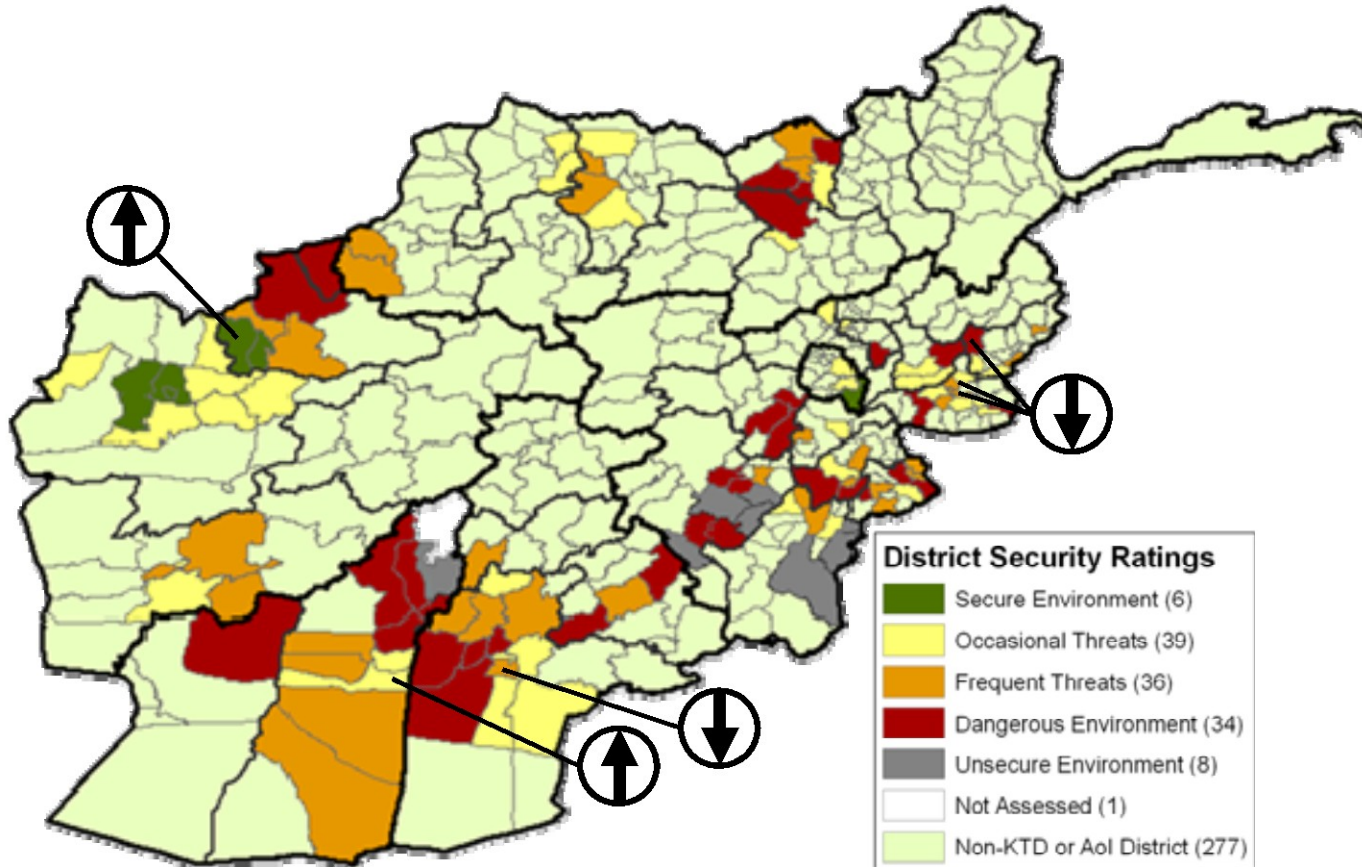 District Security Ratings
Secure Environment (6)
Occasional Threats (39)
Frequent Threats (36)
Dangerous Environment (34)
Unsecure Environment (8)
Not Assessed (1)
Non-KTD or AoI District (277)